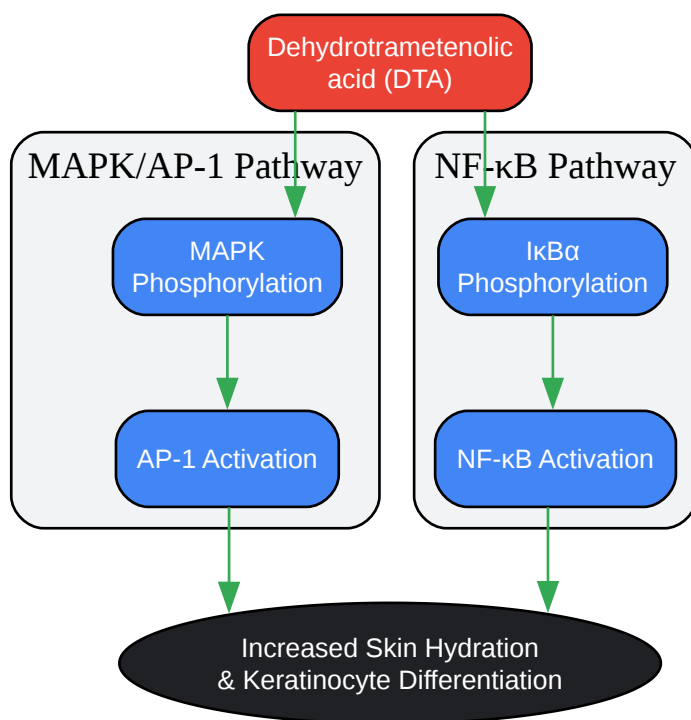 Dehydrotrametenolic
acid (DTA)
MAPK/AP-1 Pathway
MAPK
Phosphorylation
AP-1 Activation
NF-κB Pathway
IκBα
Phosphorylation
NF-κB Activation
Increased Skin Hydration
& Keratinocyte Differentiation